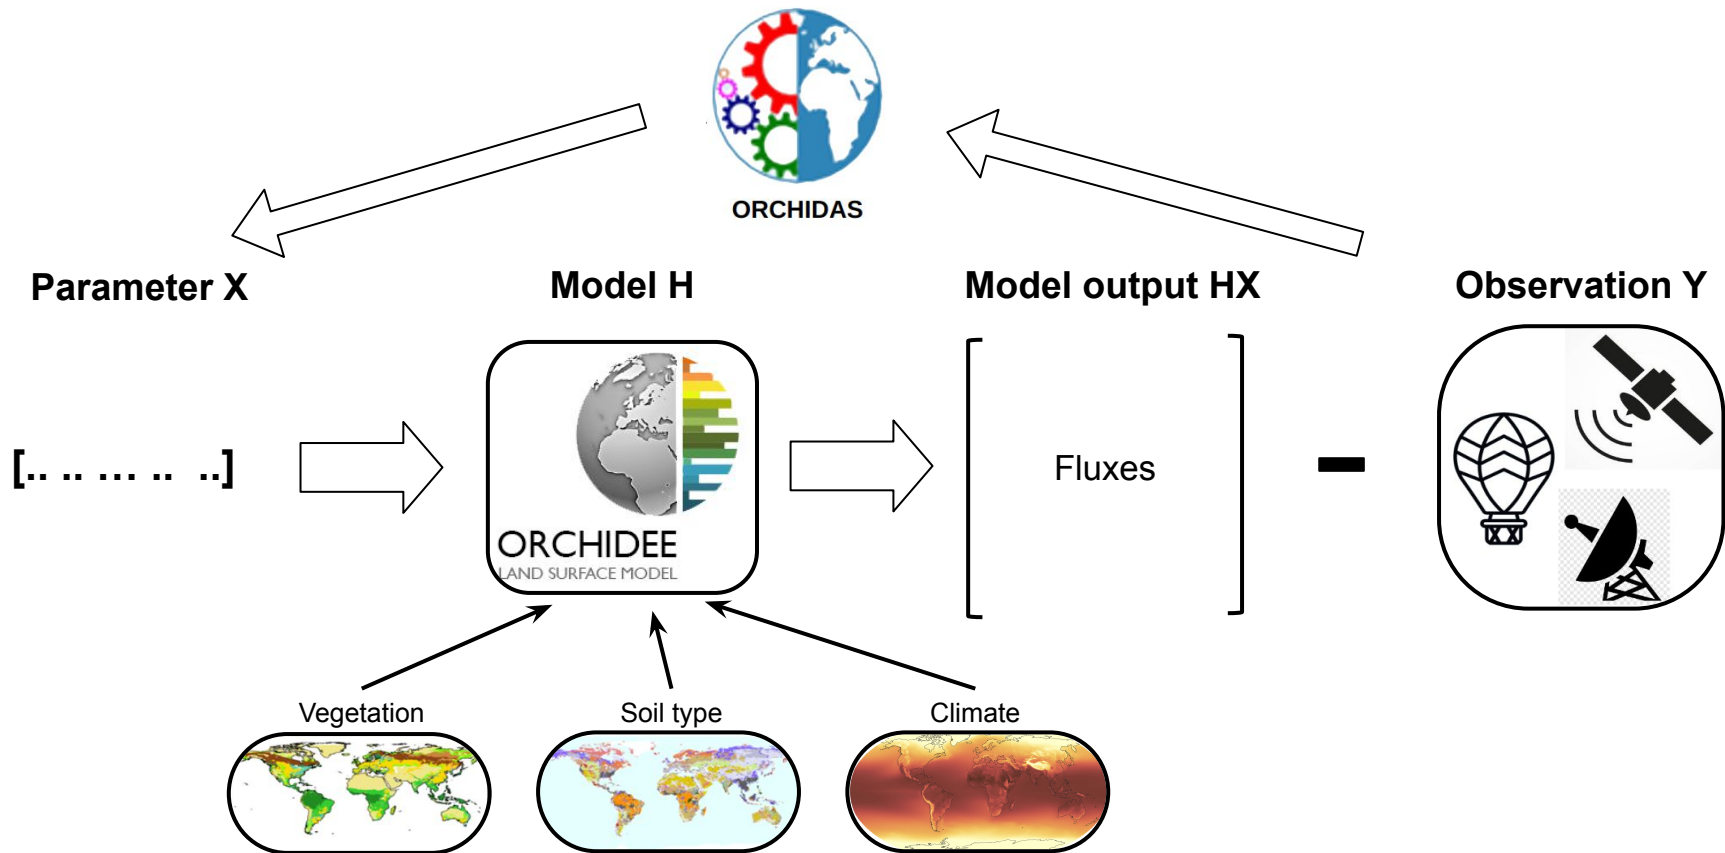 ORCHIDAS
Parameter X
Model H
Model output HX
Observation Y
[.. .. ... .. ..]
ORCHIDEE
LAND SURFACE MODEL
Fluxes
Vegetation
Soil type
Climate